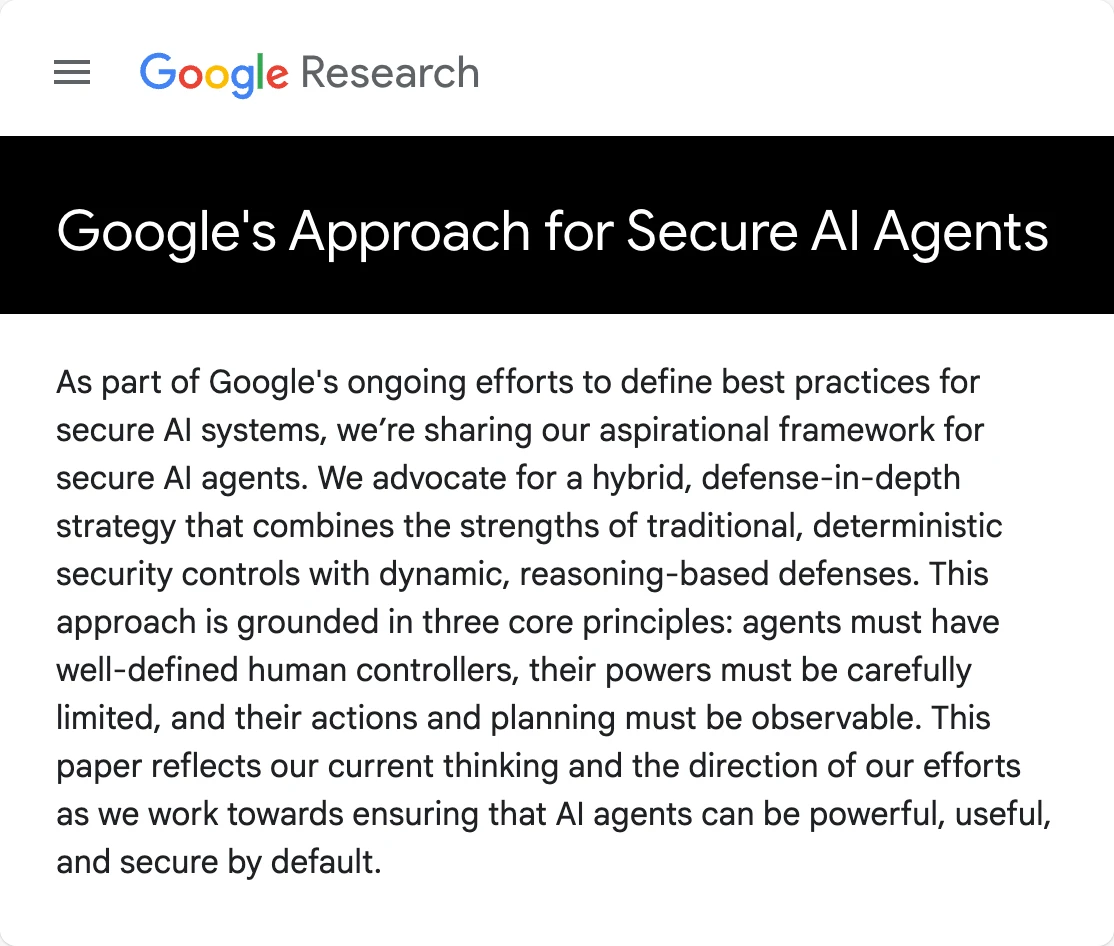 Google Research
Google's Approach for Secure AI Agents
As part of Google's ongoing efforts to define best practices for
secure AI systems, we’re sharing our aspirational framework for
secure AI agents. We advocate for a hybrid, defense-in-depth
strategy that combines the strengths of traditional, deterministic
security controls with dynamic, reasoning-based defenses. This
approach is grounded in three core principles: agents must have
well-defined human controllers, their powers must be carefully
limited, and their actions and planning must be observable. This
paper reflects our current thinking and the direction of our efforts
as we work towards ensuring that AI agents can be powerful, useful,
and secure by default.